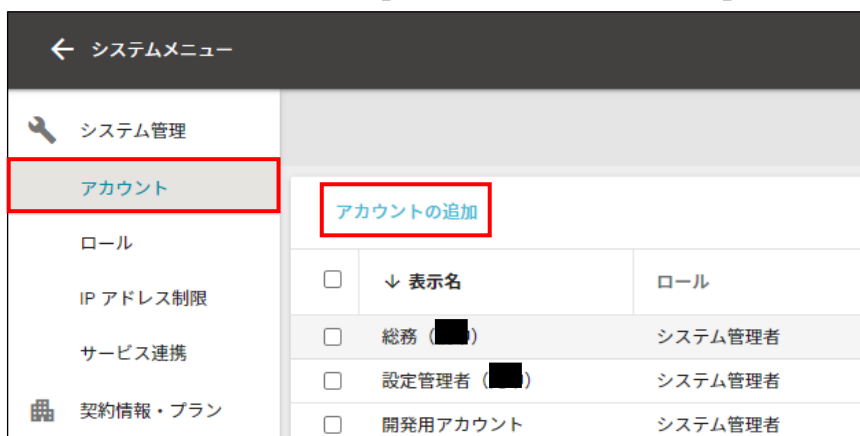 ← システムメニュー
システム管理
アカウント
ロール
IP アドレス制限
サービス連携
契約情報・プラン
アカウントの追加
↓ 表示名 ロール
総務（ ） システム管理者
設定管理者（ ） システム管理者
開発用アカウント システム管理者